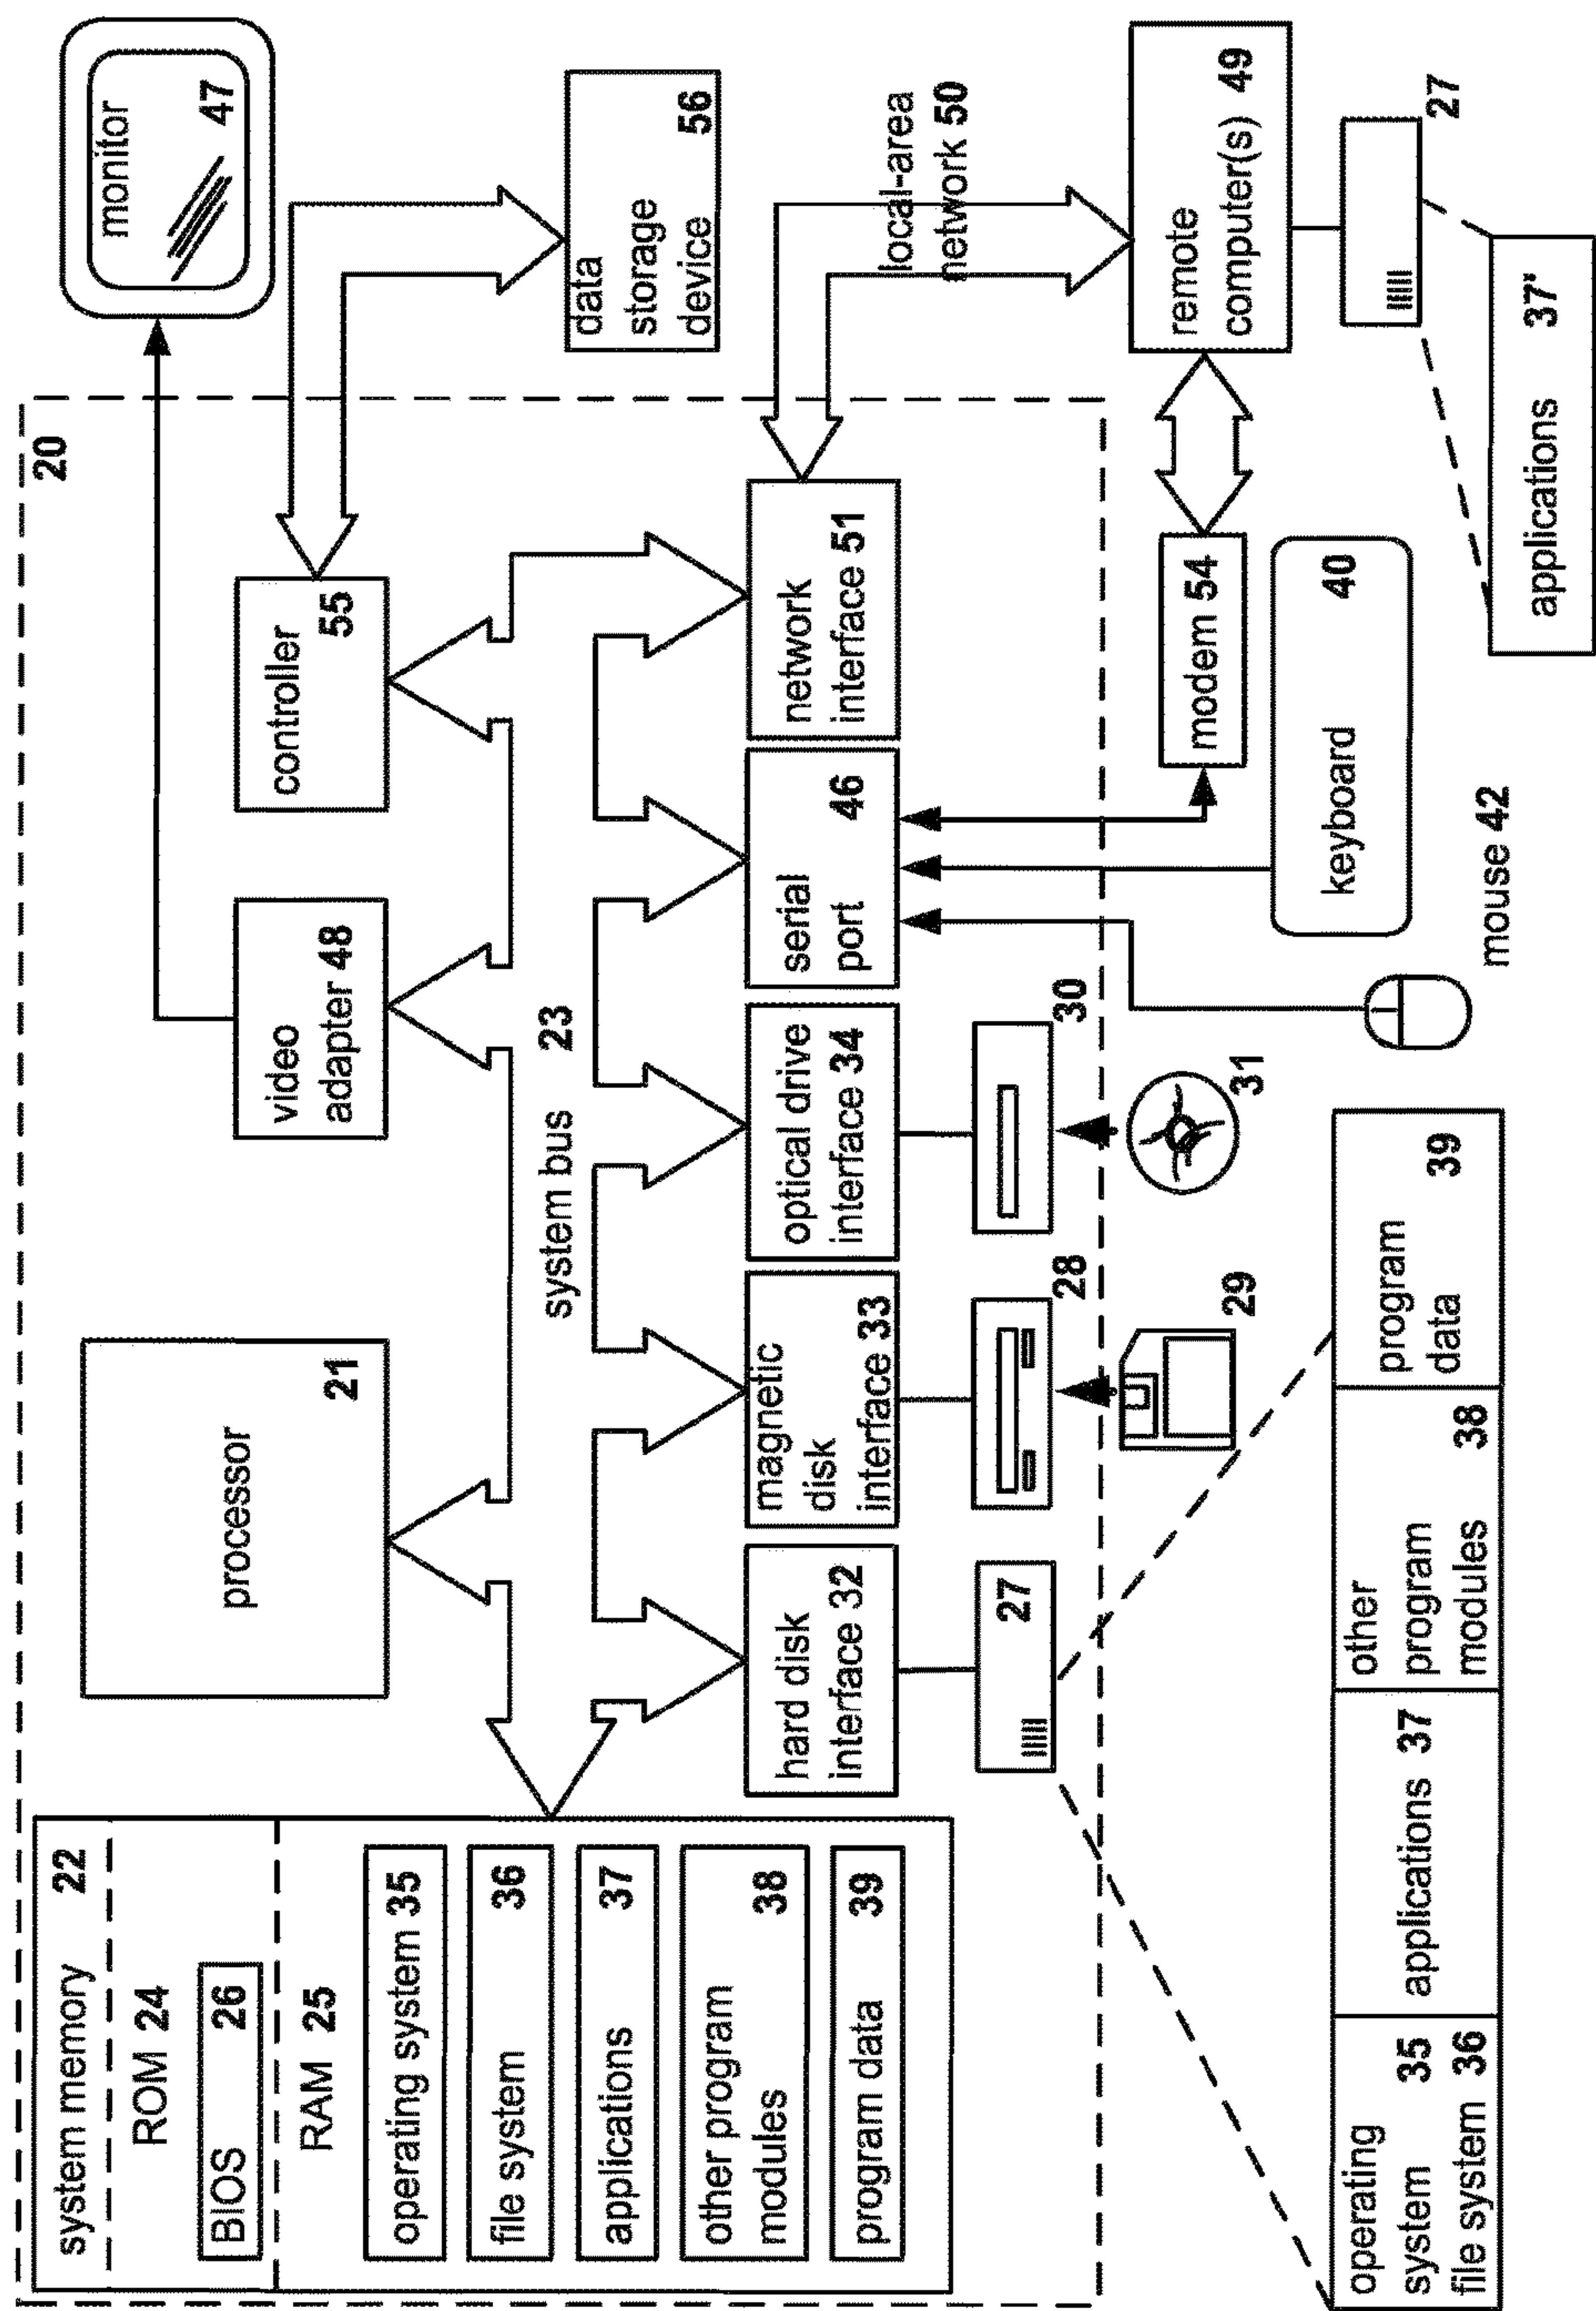 20
system memory 22
ROM 24
BIOS 26
RAM 25
operating system 35
file system 36
applications 37
other program
modules 38
program data 39
processor
21
video
adapter 48
controller
55
monitor
47
data
storage
device 56
system bus 23
hard disk
interface 32
magnetic
disk
interface 33
optical drive
interface 34
serial
port 46
network
interface 51
local-area
network 50
27
28
30
29
31
modem 54
remote
computer(s) 49
27
keyboard 40
mouse 42
applications 37'
operating
system 35
file system 36
applications 37
other
program
modules 38
program
data 39